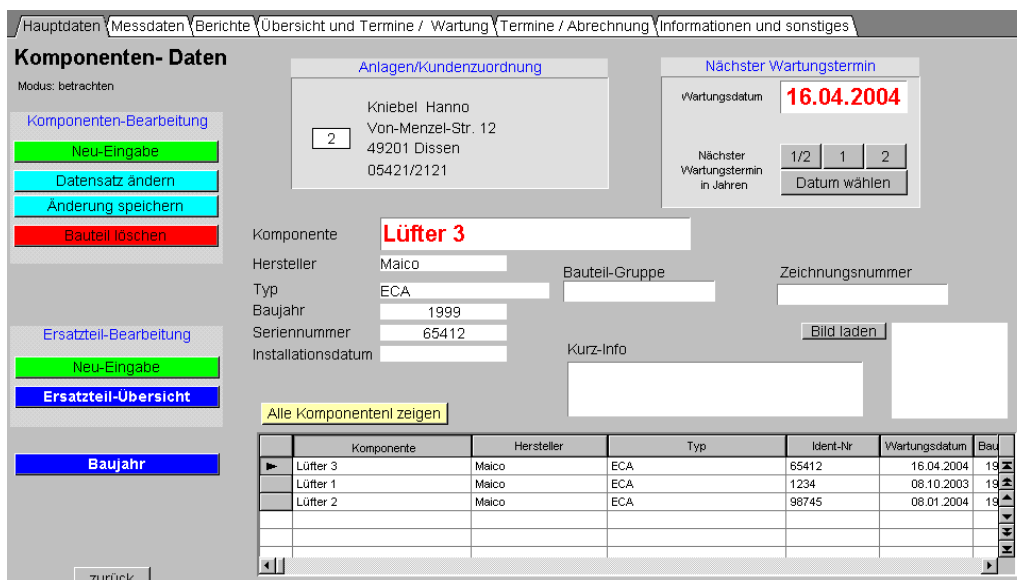 Hauptdaten Messdaten Berichte Übersicht und Termine / Wartung Termine / Abrechnung Informationen und sonstiges
Komponenten- Daten
Modus: betrachten
Komponenten-Bearbeitung
Neu-Eingabe
Datensatz ändern
Änderung speichern
Bauteil löschen
Ersatzteil-Bearbeitung
Neu-Eingabe
Ersatzteil-Übersicht
Baujahr
zurück
Anlagen/Kundenzuordnung
2
Kniebel Hanno
Von-Menzel-Str. 12
49201 Dissen
05421/2121
Nächster Wartungstermin
Wartungsdatum 16.04.2004
Nächster
Wartungstermin
in Jahren
1/2 1 2
Datum wählen
Komponente Lüfter 3
Hersteller Maico
Typ ECA
Baujahr 1999
Seriennummer 65412
Installationsdatum
Bauteil-Gruppe
Zeichnungsnummer
Kurz-Info
Bild laden
Alle Komponentenl zeigen
Komponente Hersteller Typ Ident-Nr Wartungsdatum Bau
Lüfter 3 Maico ECA 65412 16.04.2004 19
Lüfter 1 Maico ECA 1234 08.10.2003 19
Lüfter 2 Maico ECA 98745 08.01.2004 19